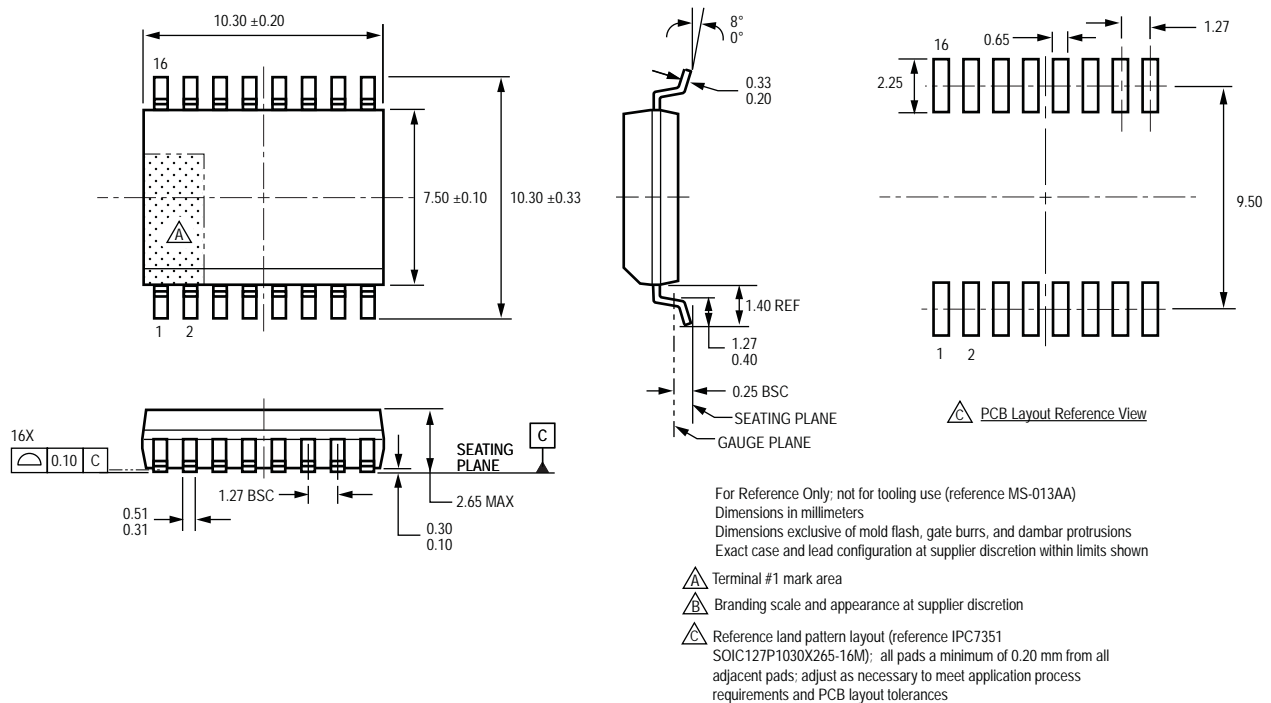 10.30 ±0.20
16
7.50 ±0.10
10.30 ±0.33
A
1 2
8°
0°
0.33
0.20
1.40 REF
1.27
0.40
0.25 BSC
SEATING PLANE
GAUGE PLANE
16
0.65
1.27
2.25
9.50
1 2
C PCB Layout Reference View
16X
0.10 C
0.51
0.31
1.27 BSC
SEATING
PLANE
C
2.65 MAX
0.30
0.10
For Reference Only; not for tooling use (reference MS-013AA)
Dimensions in millimeters
Dimensions exclusive of mold flash, gate burrs, and dambar protrusions
Exact case and lead configuration at supplier discretion within limits shown
A Terminal #1 mark area
B Branding scale and appearance at supplier discretion
C Reference land pattern layout (reference IPC7351
SOIC127P1030X265-16M); all pads a minimum of 0.20 mm from all
adjacent pads; adjust as necessary to meet application process
requirements and PCB layout tolerances